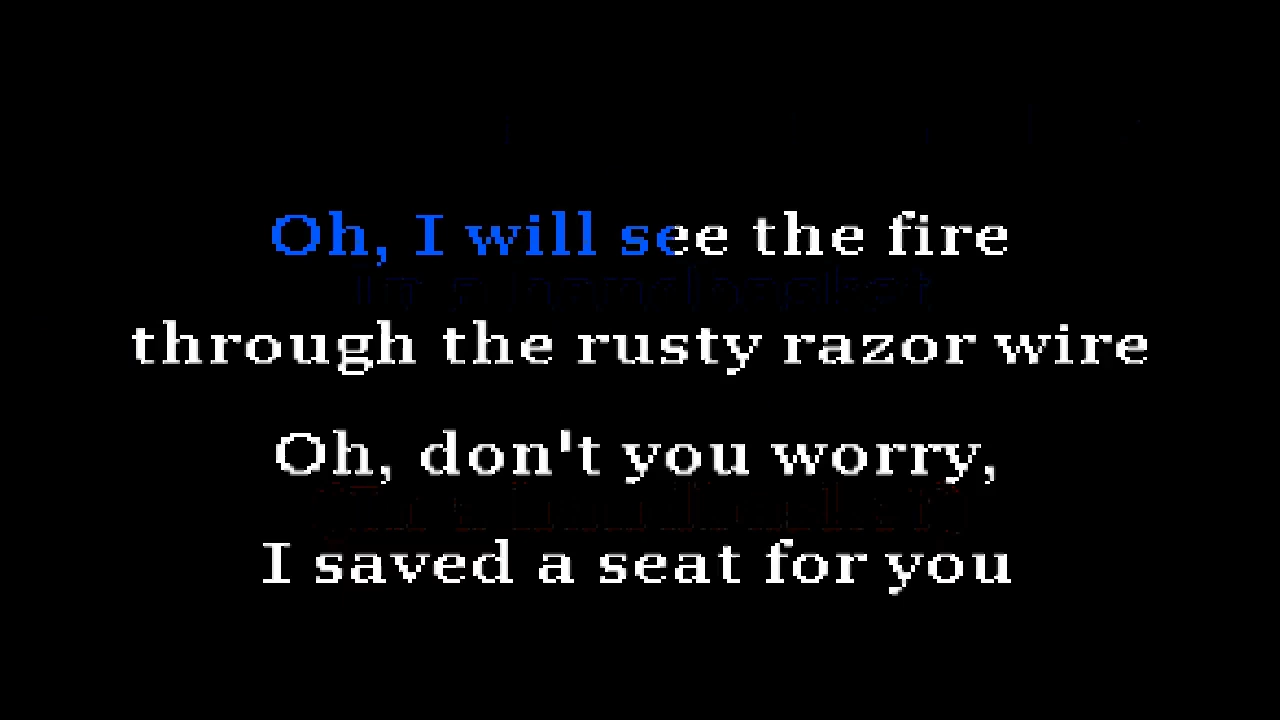 Oh, I will see the fire
through the rusty razor wire
Oh, don't you worry,
I saved a seat for you